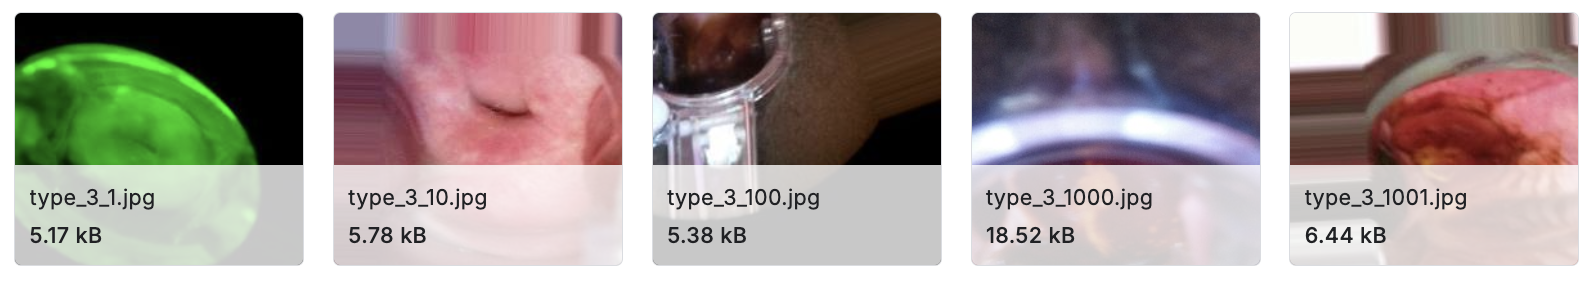 type_3_1.jpg
5.17 kB
type_3_10.jpg
5.78 kB
type_3_100.jpg
5.38 kB
type_3_1000.jpg
18.52 kB
type_3_1001.jpg
6.44 kB